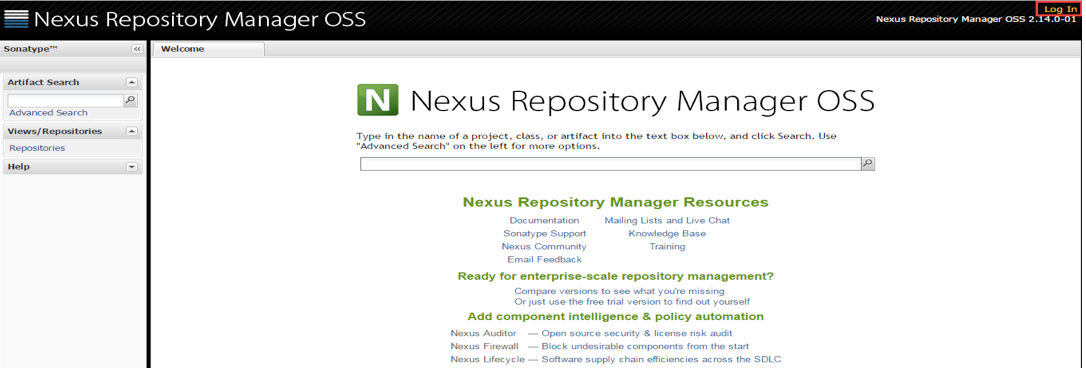 Nexus Repository Manager OSS
Log In
Nexus Repository Manager OSS 2.14.0-01
Sonatype™
Welcome
Artifact Search
Advanced Search
Views/Repositories
Repositories
Help
N Nexus Repository Manager OSS
Type in the name of a project, class, or artifact into the text box below, and click Search. Use
"Advanced Search" on the left for more options.
Nexus Repository Manager Resources
Documentation Mailing Lists and Live Chat
Sonatype Support Knowledge Base
Nexus Community Training
Email Feedback
Ready for enterprise-scale repository management?
Compare versions to see what you're missing
Or just use the free trial version to find out yourself
Add component intelligence & policy automation
Nexus Auditor — Open source security & license risk audit
Nexus Firewall — Block undesirable components from the start
Nexus Lifecycle — Software supply chain efficiencies across the SDLC